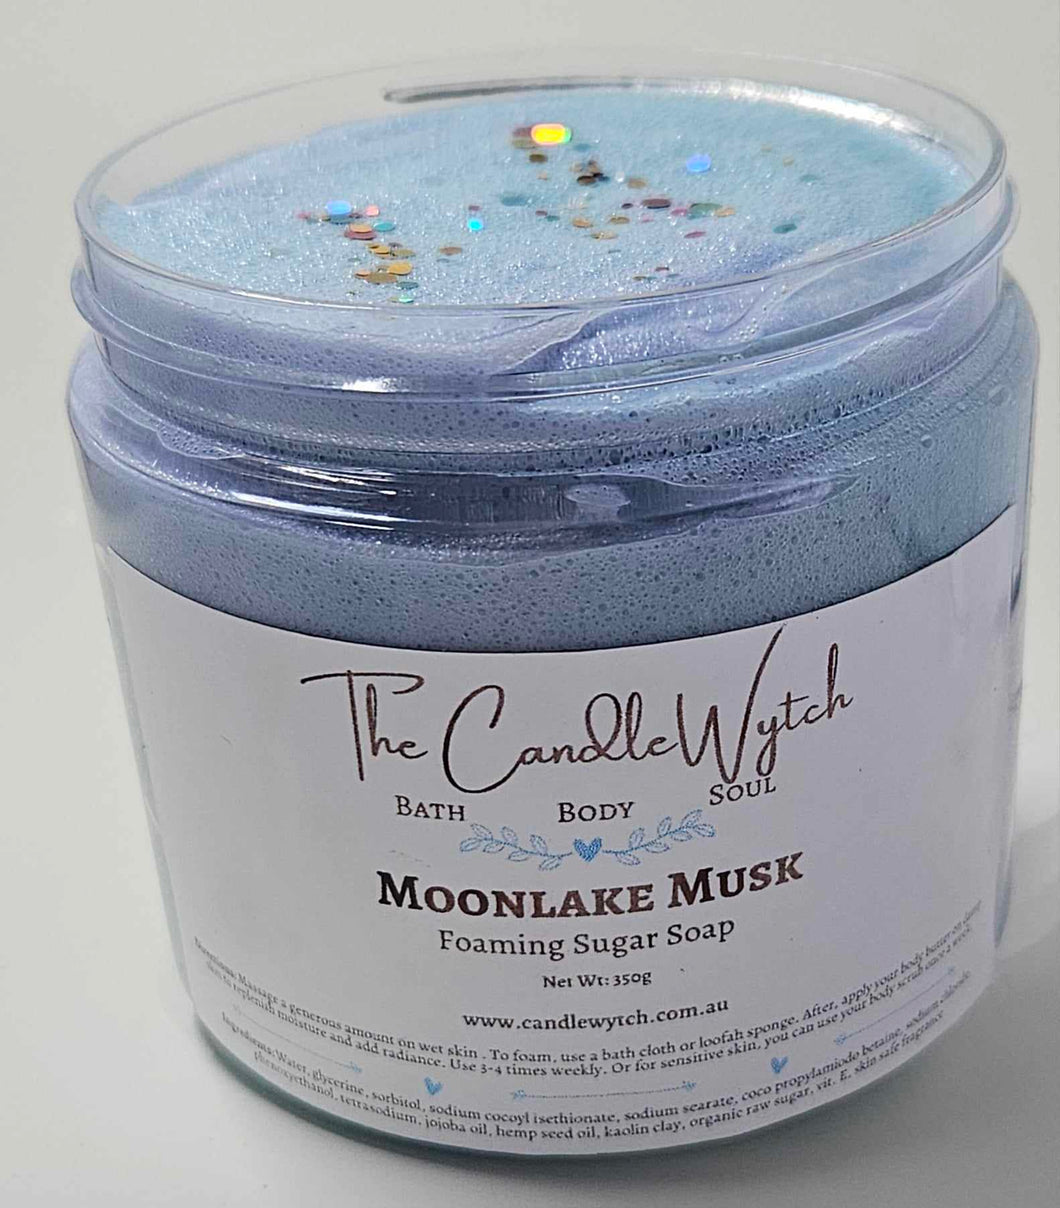 The CandleWytch
BATH BODY SOUL
MOONLAKE MUSK
Foaming Sugar Soap
Net Wt: 350g
www.candlewytch.com.au
Directions: Massage a generous amount on wet skin . To foam, use a bath cloth or loofah sponge. After, apply your body butter on damp
skin to replenish moisture and add radiance. Use 3-4 times weekly. Or for sensitive skin, you can use your body scrub once a week.
Ingredients: Water, glycerine, sorbitol, sodium cocoyl isethionate, sodium searate, coco propylamiodo betaine, sodium chloride,
phenoxyethanol, tetrasodium, jojoba oil, hemp seed oil, kaolin clay, organic raw sugar, vit. E, skin safe fragrance